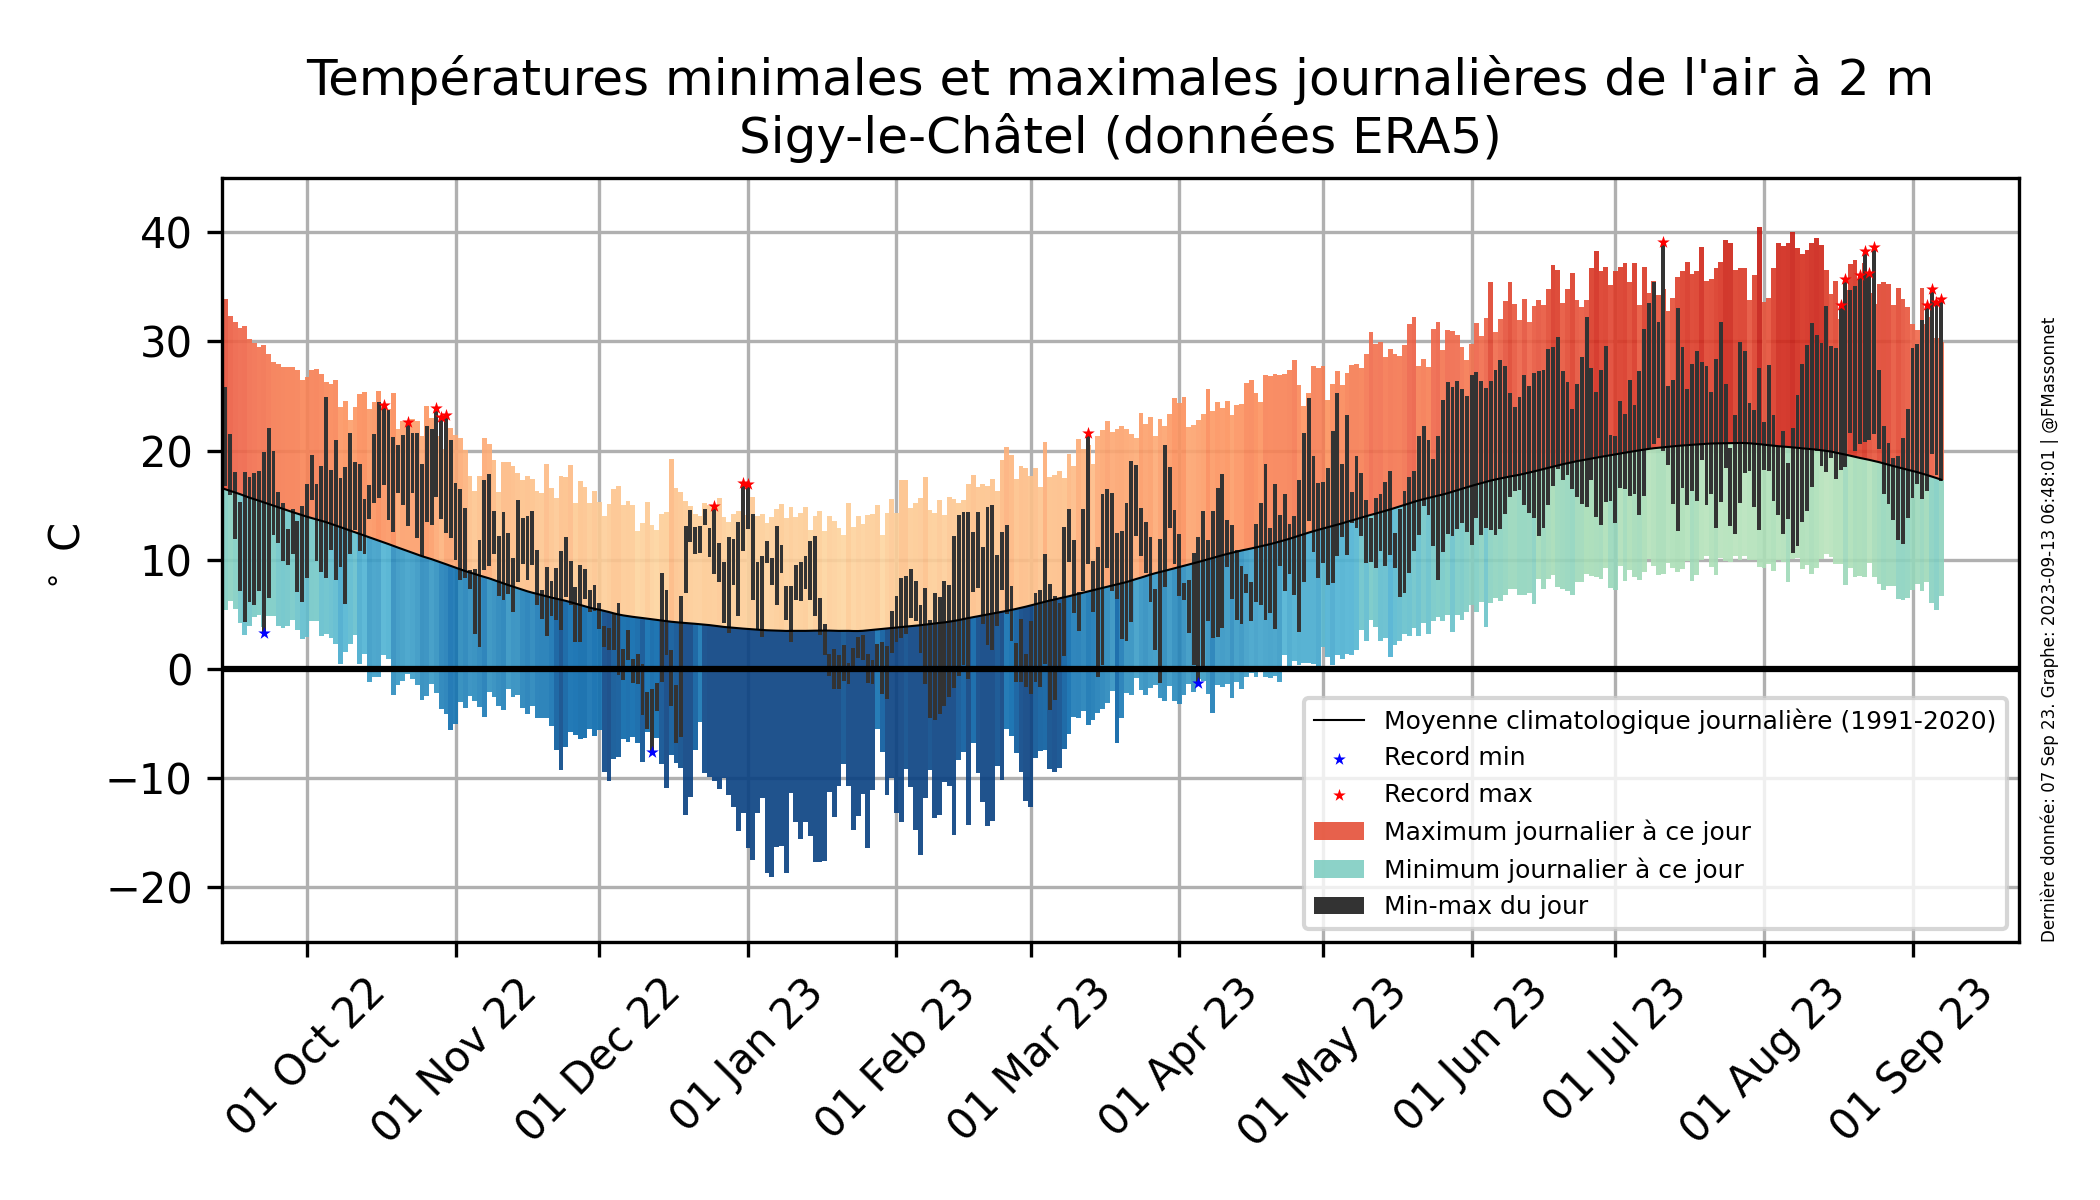 Températures minimales et maximales journalières de l'air à 2 m
Sigy-le-Châtel (données ERA5)
° C
40
30
20
10
0
−10
−20
01 Oct 22
01 Nov 22
01 Dec 22
01 Jan 23
01 Feb 23
01 Mar 23
01 Apr 23
01 May 23
01 Jun 23
01 Jul 23
01 Aug 23
01 Sep 23
Moyenne climatologique journalière (1991-2020)
Record min
Record max
Maximum journalier à ce jour
Minimum journalier à ce jour
Min-max du jour
Dernière donnée: 07 Sep 23. Graphe: 2023-09-13 06:48:01 | @FMassonnet